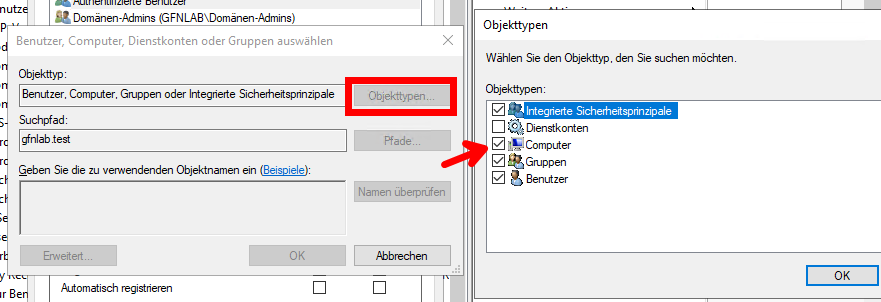 Authentifizierte Benutzer
Domänen-Admins (GFNLAB\Domänen-Admins)
Benutzer, Computer, Dienstkonten oder Gruppen auswählen
Objekttyp:
Benutzer, Computer, Gruppen oder Integrierte Sicherheitsprinzipale
Objekttypen...
Suchpfad:
gfnlab.test
Pfade...
Geben Sie die zu verwendenden Objektnamen ein (Beispiele):
Namen überprüfen
Erweitert...
OK
Abbrechen
Automatisch registrieren
Objekttypen
Wählen Sie den Objekttyp, den Sie suchen möchten.
Objekttypen:
Integrierte Sicherheitsprinzipale
Dienstkonten
Computer
Gruppen
Benutzer
OK